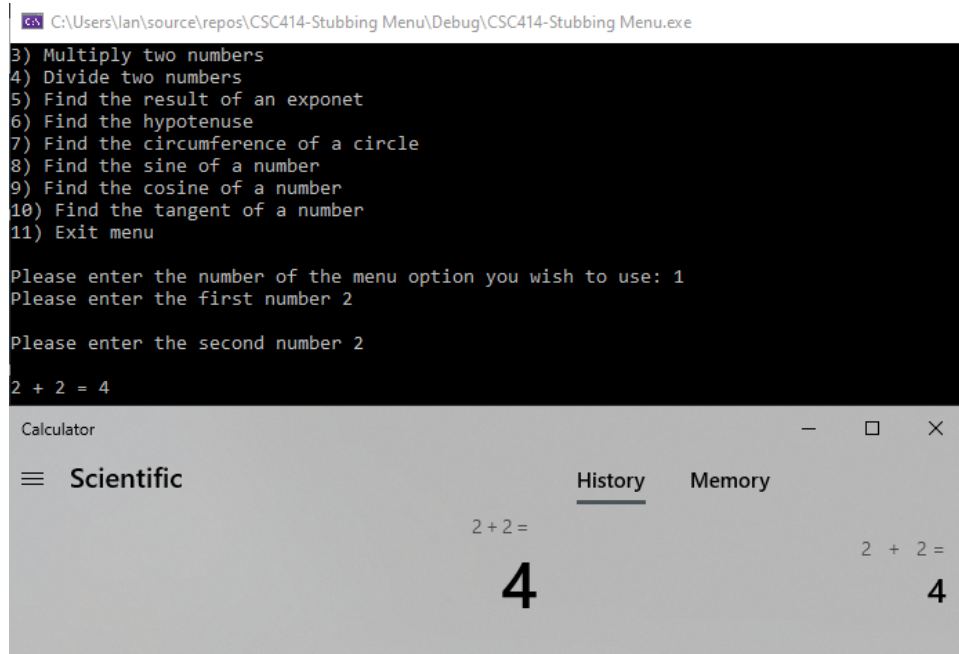 C:\Users\Ian\source\repos\CSC414-Stubbing Menu\Debug\CSC414-Stubbing Menu.exe
3) Multiply two numbers
4) Divide two numbers
5) Find the result of an exponet
6) Find the hypotenuse
7) Find the circumference of a circle
8) Find the sine of a number
9) Find the cosine of a number
10) Find the tangent of a number
11) Exit menu
Please enter the number of the menu option you wish to use: 1
Please enter the first number 2
Please enter the second number 2
2 + 2 = 4
Calculator
Scientific
History Memory
2 + 2 =
4
2 + 2 =
4